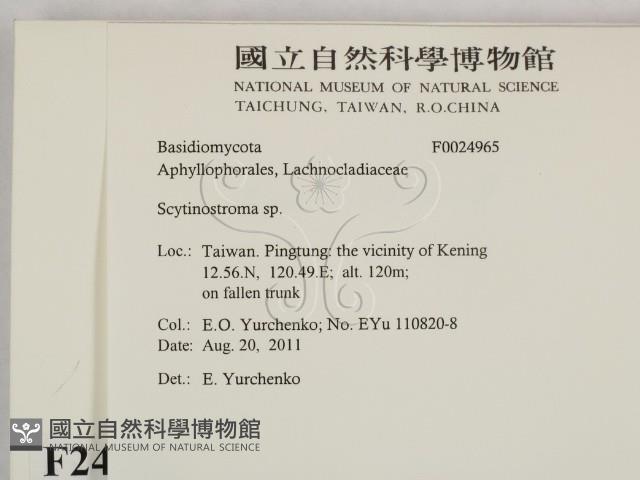 國立自然科學博物館
NATIONAL MUSEUM OF NATURAL SCIENCE
TAICHUNG, TAIWAN, R.O.CHINA
Basidiomycota F0024965
Aphyllophorales, Lachnocladiaceae
Scytinostroma sp.
Loc.: Taiwan. Pingtung: the vicinity of Kening
12.56.N, 120.49.E; alt. 120m;
on fallen trunk
Col.: E.O. Yurchenko; No. EYu 110820-8
Date: Aug. 20, 2011
Det.: E. Yurchenko
國立自然科學博物館
NATIONAL MUSEUM OF NATURAL SCIENCE
F24